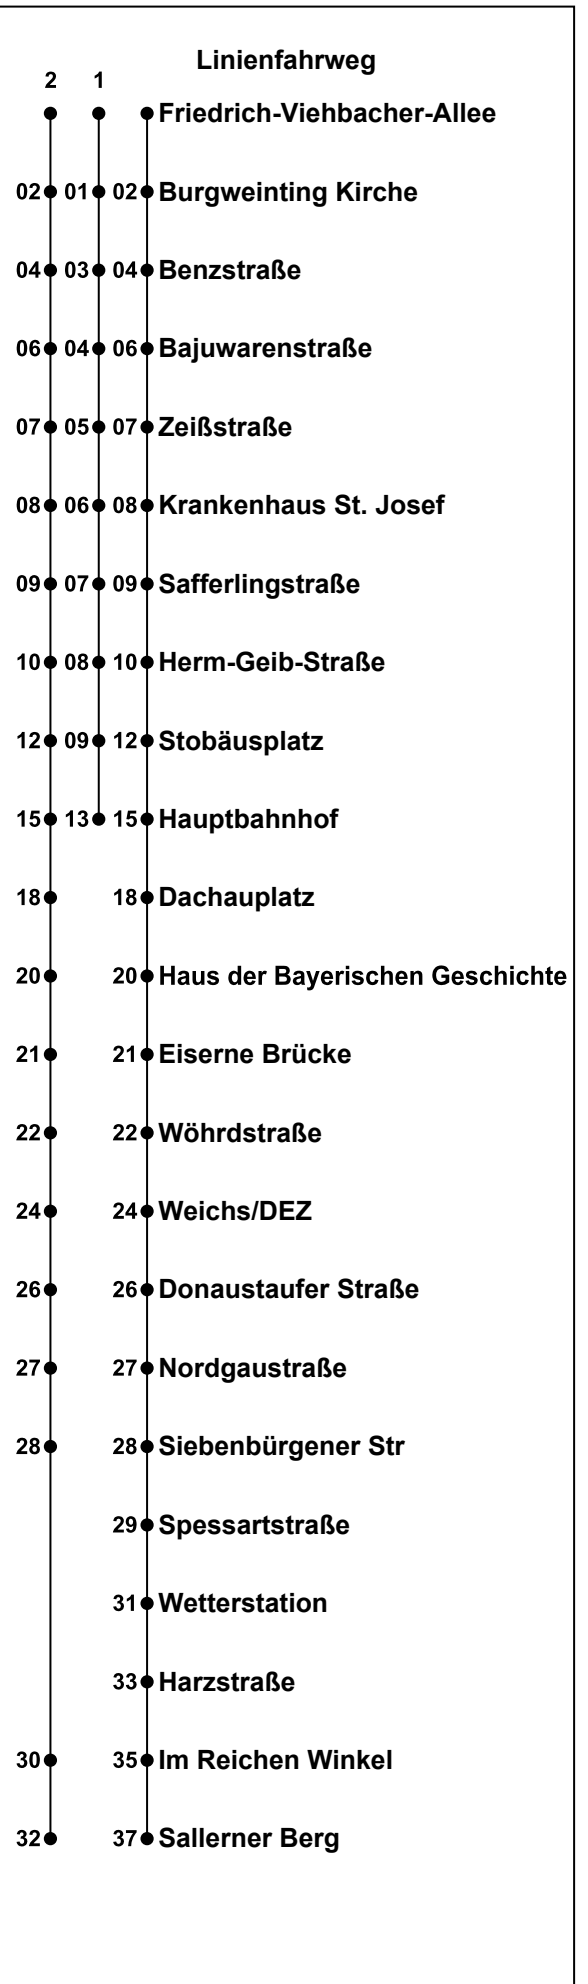 Linienfahrweg
2 1
Friedrich-Viehbacher-Allee
02 01 02 Burgweinting Kirche
04 03 04 Benzstraße
06 04 06 Bajuwarenstraße
07 05 07 Zeißstraße
08 06 08 Krankenhaus St. Josef
09 07 09 Safferlingstraße
10 08 10 Herm-Geib-Straße
12 09 12 Stobäusplatz
15 13 15 Hauptbahnhof
18 18 Dachauplatz
20 20 Haus der Bayerischen Geschichte
21 21 Eiserne Brücke
22 22 Wöhrdstraße
24 24 Weichs/DEZ
26 26 Donaustaufer Straße
27 27 Nordgaustraße
28 28 Siebenbürgener Str
29 Spessartstraße
31 Wetterstation
33 Harzstraße
30 35 Im Reichen Winkel
32 37 Sallerner Berg